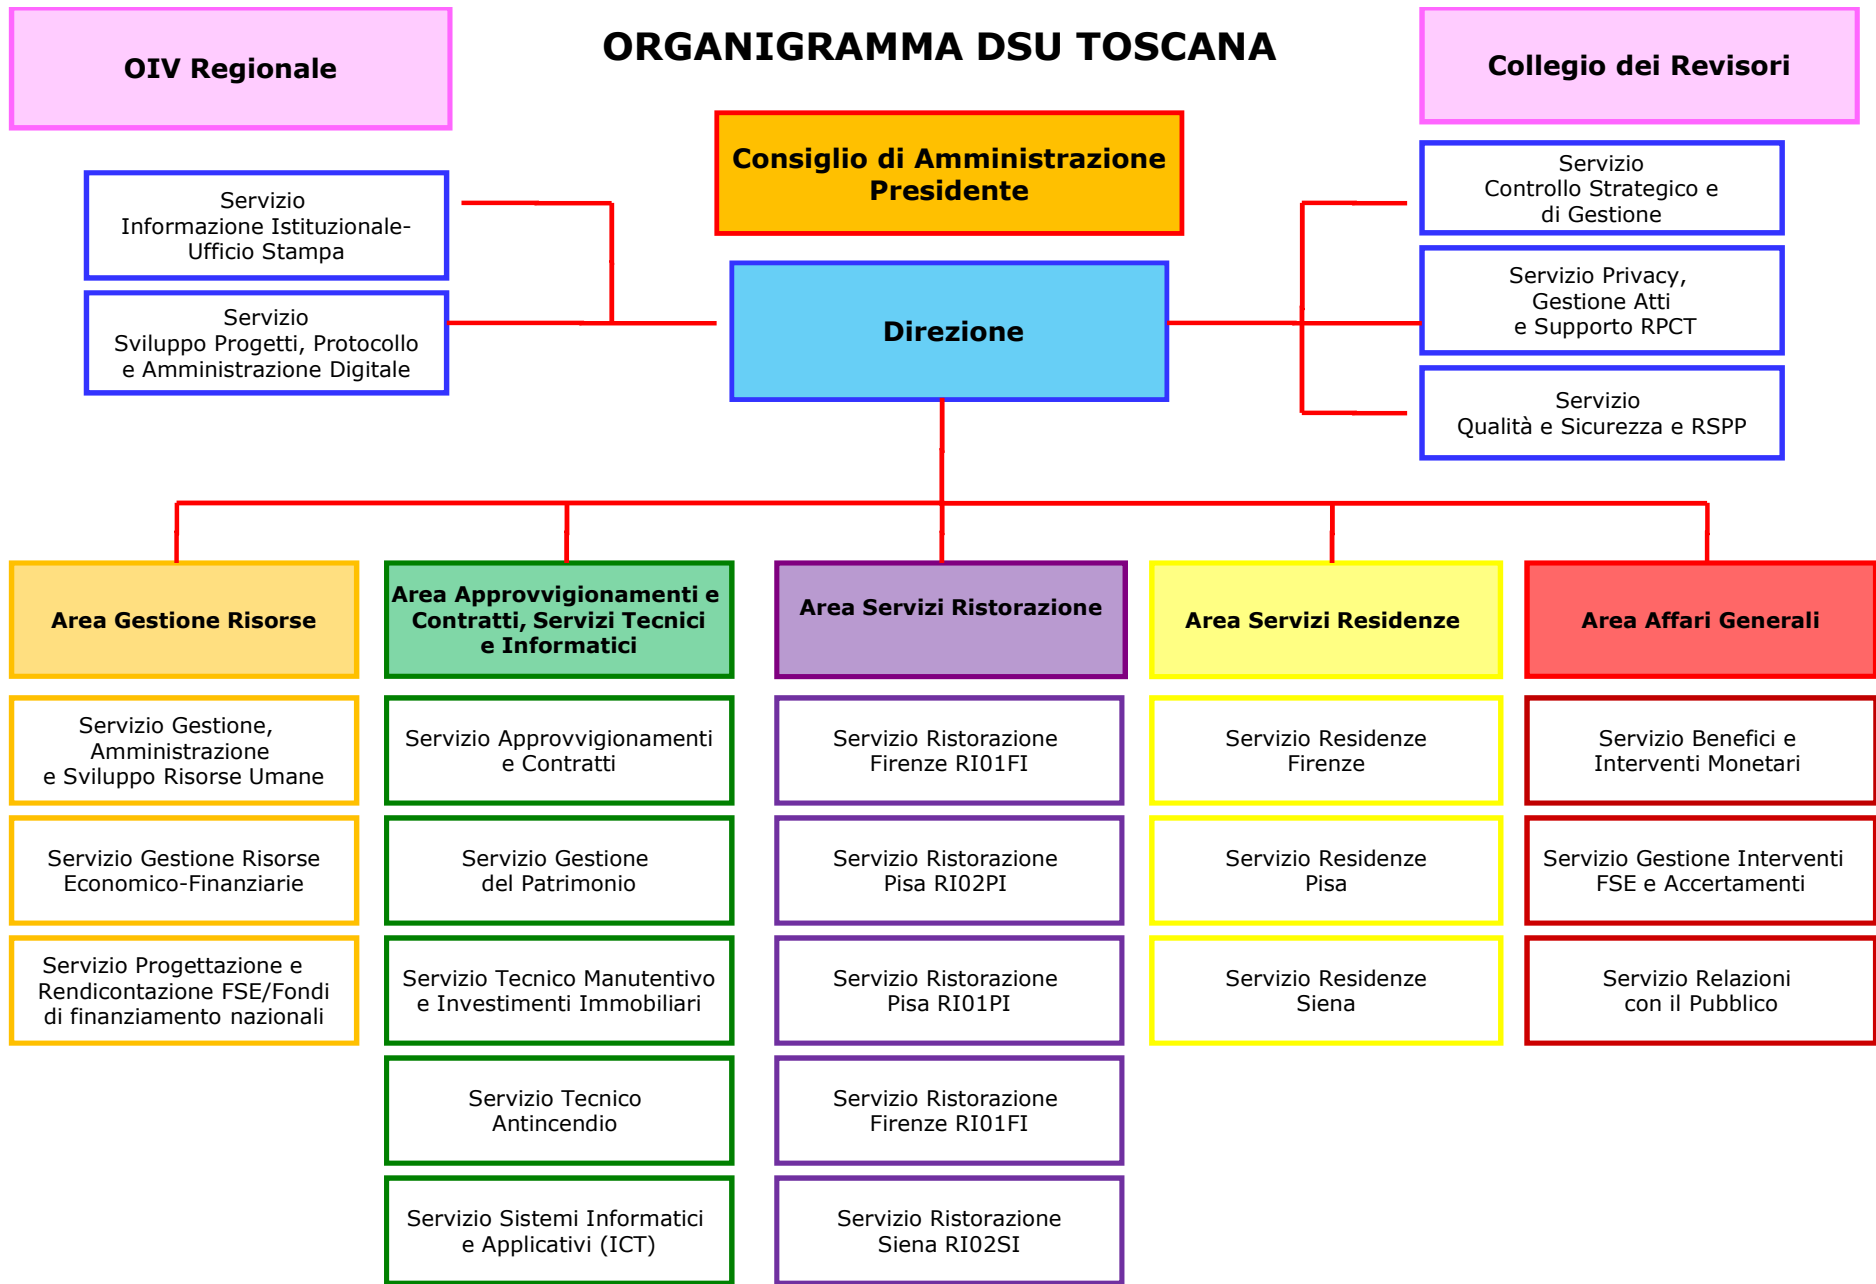 ORGANIGRAMMA DSU TOSCANA
OIV Regionale
Collegio dei Revisori
Consiglio di Amministrazione
Presidente
Servizio
Informazione Istituzionale-
Ufficio Stampa
Servizio
Sviluppo Progetti, Protocollo
e Amministrazione Digitale
Direzione
Servizio
Controllo Strategico e
di Gestione
Servizio Privacy,
Gestione Atti
e Supporto RPCT
Servizio
Qualità e Sicurezza e RSPP
Area Gestione Risorse
Servizio Gestione,
Amministrazione
e Sviluppo Risorse Umane
Servizio Gestione Risorse
Economico-Finanziarie
Servizio Progettazione e
Rendicontazione FSE/Fondi
di finanziamento nazionali
Area Approvvigionamenti e
Contratti, Servizi Tecnici
e Informatici
Servizio Approvvigionamenti
e Contratti
Servizio Gestione
del Patrimonio
Servizio Tecnico Manutentivo
e Investimenti Immobiliari
Servizio Tecnico
Antincendio
Servizio Sistemi Informatici
e Applicativi (ICT)
Area Servizi Ristorazione
Servizio Ristorazione
Firenze RI01FI
Servizio Ristorazione
Pisa RI02PI
Servizio Ristorazione
Pisa RI01PI
Servizio Ristorazione
Firenze RI01FI
Servizio Ristorazione
Siena RI02SI
Area Servizi Residenze
Servizio Residenze
Firenze
Servizio Residenze
Pisa
Servizio Residenze
Siena
Area Affari Generali
Servizio Benefici e
Interventi Monetari
Servizio Gestione Interventi
FSE e Accertamenti
Servizio Relazioni
con il Pubblico